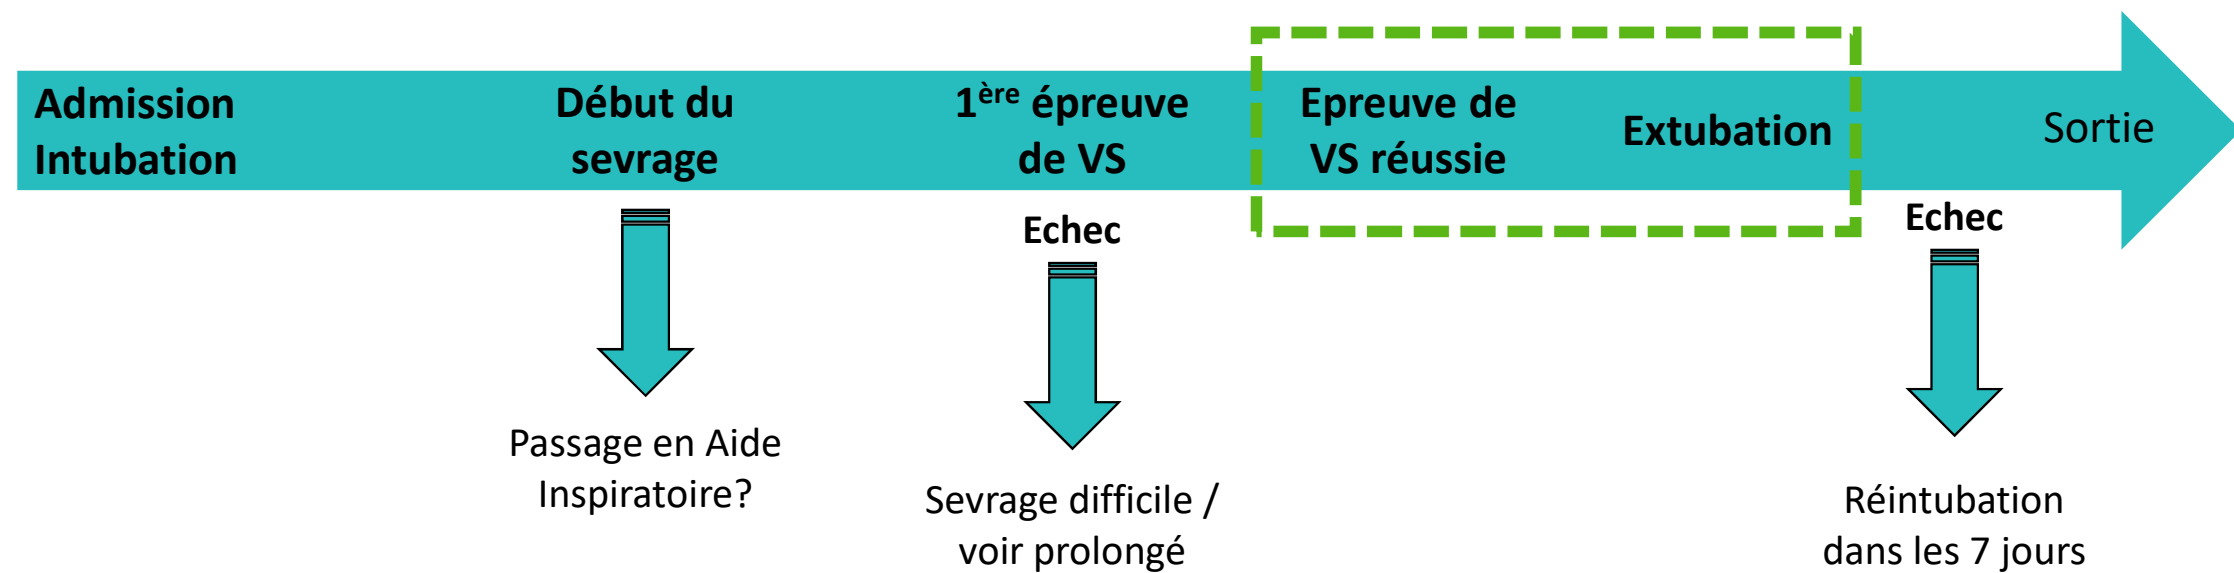 Admission
Intubation
Début du
sevrage
1ère épreuve
de VS
Epreuve de
VS réussie
Extubation
Sortie
Echec
Echec
Passage en Aide
Inspiratoire?
Sevrage difficile /
voir prolongé
Réintubation
dans les 7 jours